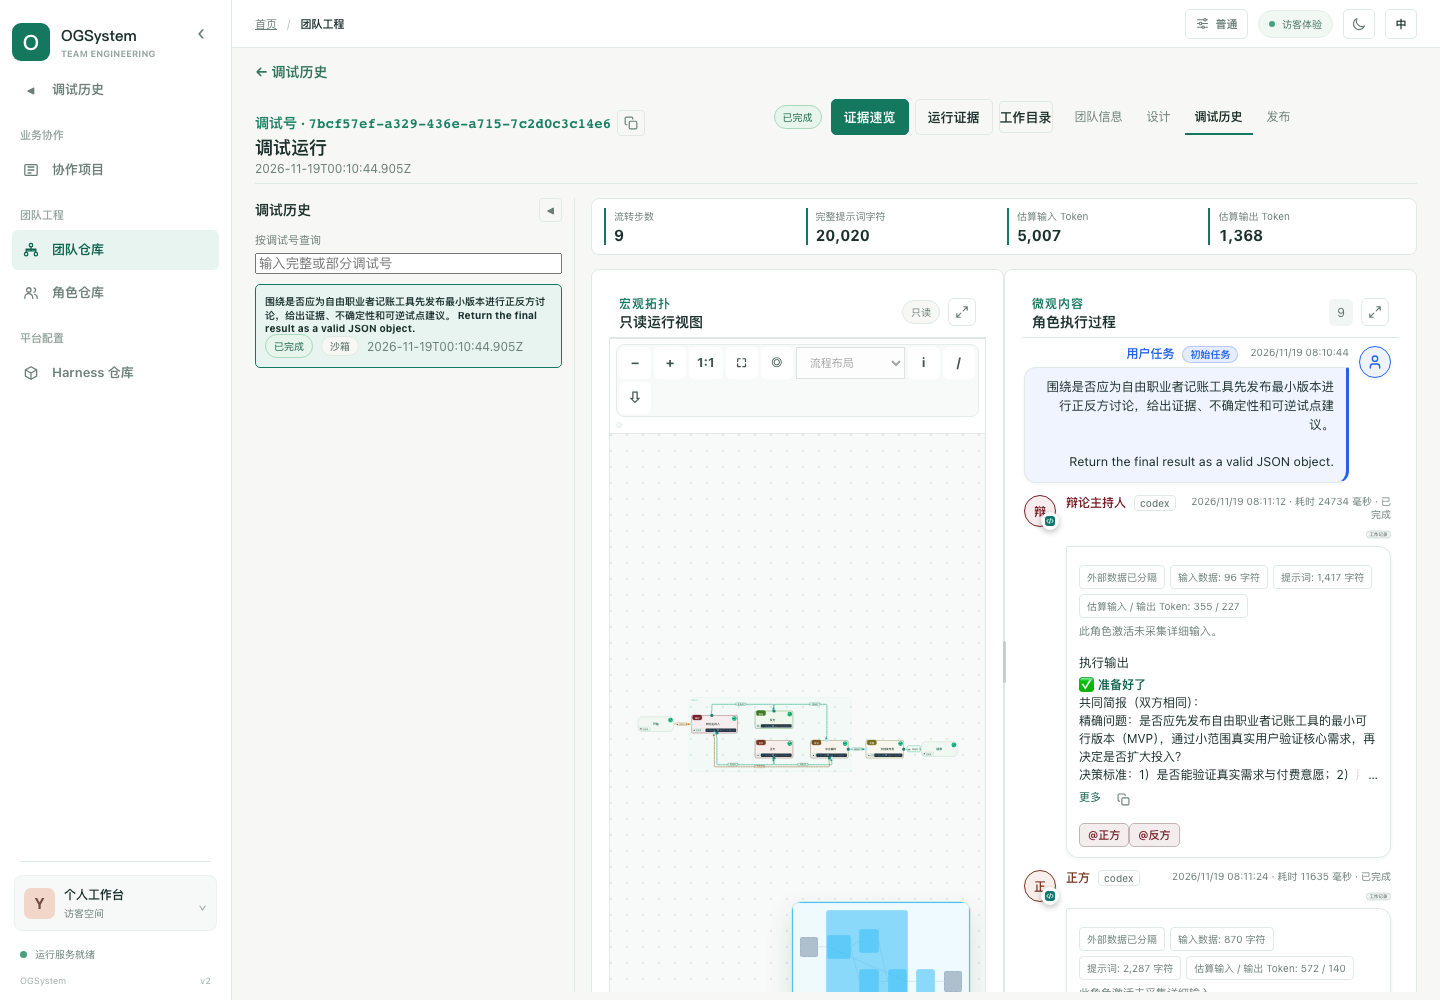 OGSystem
TEAM ENGINEERING
调试历史
业务协作
协作项目
团队工程
团队仓库
角色仓库
平台配置
Harness 仓库
Y
个人工作台
访客空间
运行服务就绪
OGSystem
v2
首页 / 团队工程
普通
访客体验
中
← 调试历史
调试号 · 7bcf57ef-a329-436e-a715-7c2d0c3c14e6
调试运行
2026-11-19T00:10:44.905Z
已完成
证据速览
运行证据
工作目录
团队信息
设计
调试历史
发布
调试历史
按调试号查询
输入完整或部分调试号
围绕是否应为自由职业者记账工具先发布最小版本进行正反方讨
论，给出证据、不确定性和可逆试点建议。 Return the final
result as a valid JSON object.
已完成
沙箱
2026-11-19T00:10:44.905Z
流转步数
9
完整提示词字符
20,020
估算输入 Token
5,007
估算输出 Token
1,368
宏观拓扑
只读运行视图
只读
−
+
1:1
流程布局
i
/
微观内容
角色执行过程
9
用户任务
初始任务
2026/11/19 08:10:44
围绕是否应为自由职业者记账工具先发布最小版本进
行正反方讨论，给出证据、不确定性和可逆试点建
议。
Return the final result as a valid JSON object.
辩
辩论主持人
codex
2026/11/19 08:11:12 · 耗时 24734 毫秒 · 已
完成
工作记录
外部数据已分隔
输入数据: 96 字符
提示词: 1,417 字符
估算输入 / 输出 Token: 355 / 227
此角色激活未采集详细输入。
执行输出
✅ 准备好了
共同简报（双方相同）：
精确问题：是否应先发布自由职业者记账工具的最小可
行版本（MVP），通过小范围真实用户验证核心需求，再
决定是否扩大投入?
决策标准：1）是否能验证真实需求与付费意愿；2） ...
更多
@正方
@反方
正
正方
codex
2026/11/19 08:11:24 · 耗时 11635 毫秒 · 已完成
工作记录
外部数据已分隔
输入数据: 870 字符
提示词: 2,287 字符
估算输入 / 输出 Token: 572 / 140
此角色激活未采集详细输入。